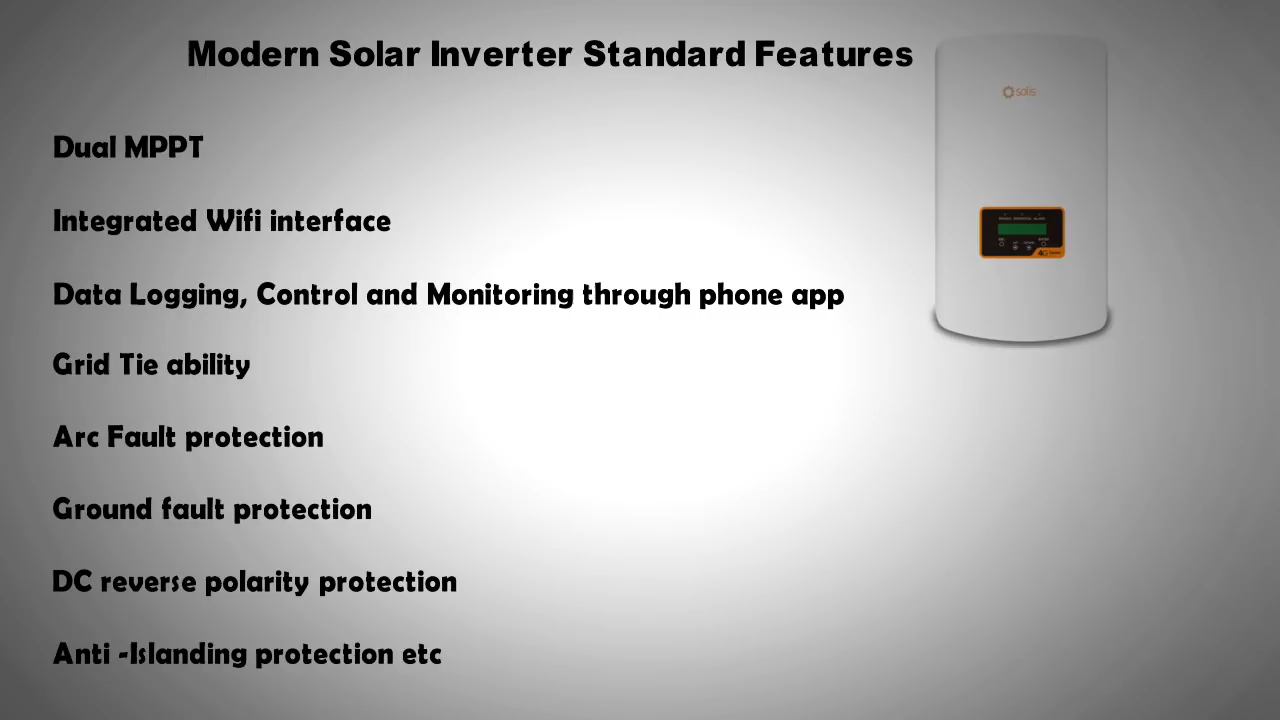 Modern Solar Inverter Standard Features
solis
Dual MPPT
Integrated Wifi interface
Data Logging, Control and Monitoring through phone app
4G
Grid Tie ability
Arc Fault protection
Ground fault protection
DC reverse polarity protection
Anti -Islanding protection etc